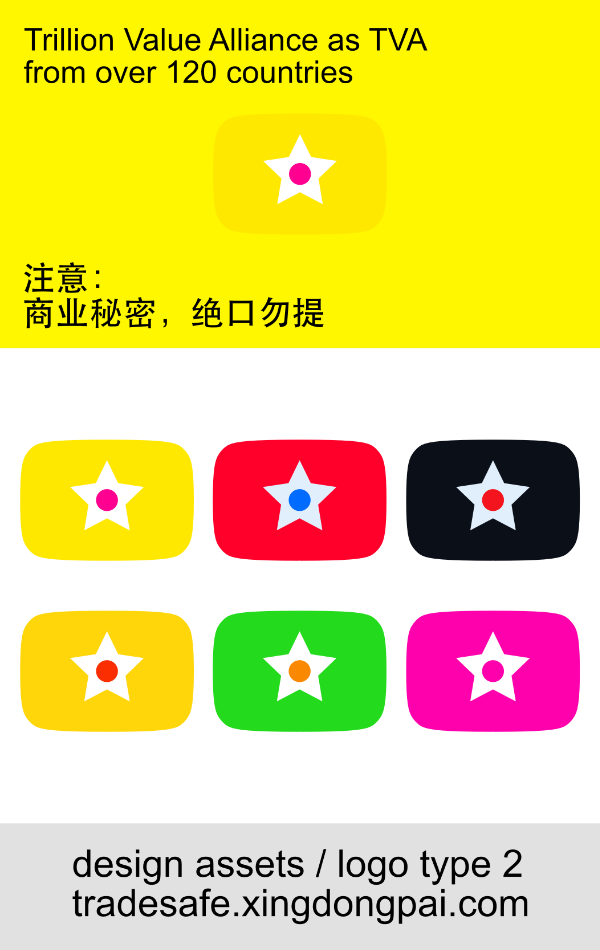 Trillion Value Alliance as TVA
from over 120 countries
注意：
商业秘密，绝口勿提
design assets / logo type 2
tradesafe.xingdongpai.com